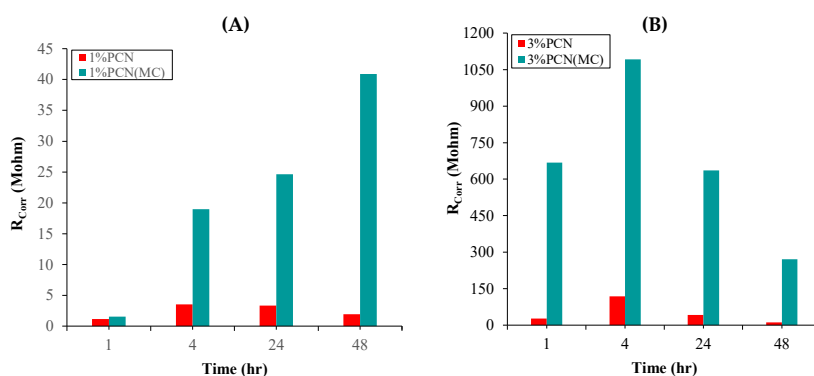 (A)
1%PCN
1%PCN(MC)
45
40
35
30
25
20
15
10
5
0
R_Corr (Mohm)
1 4 24 48
Time (hr)
(B)
3%PCN
3%PCN(MC)
1200
1050
900
750
600
450
300
150
0
R_Corr (Mohm)
1 4 24 48
Time (hr)